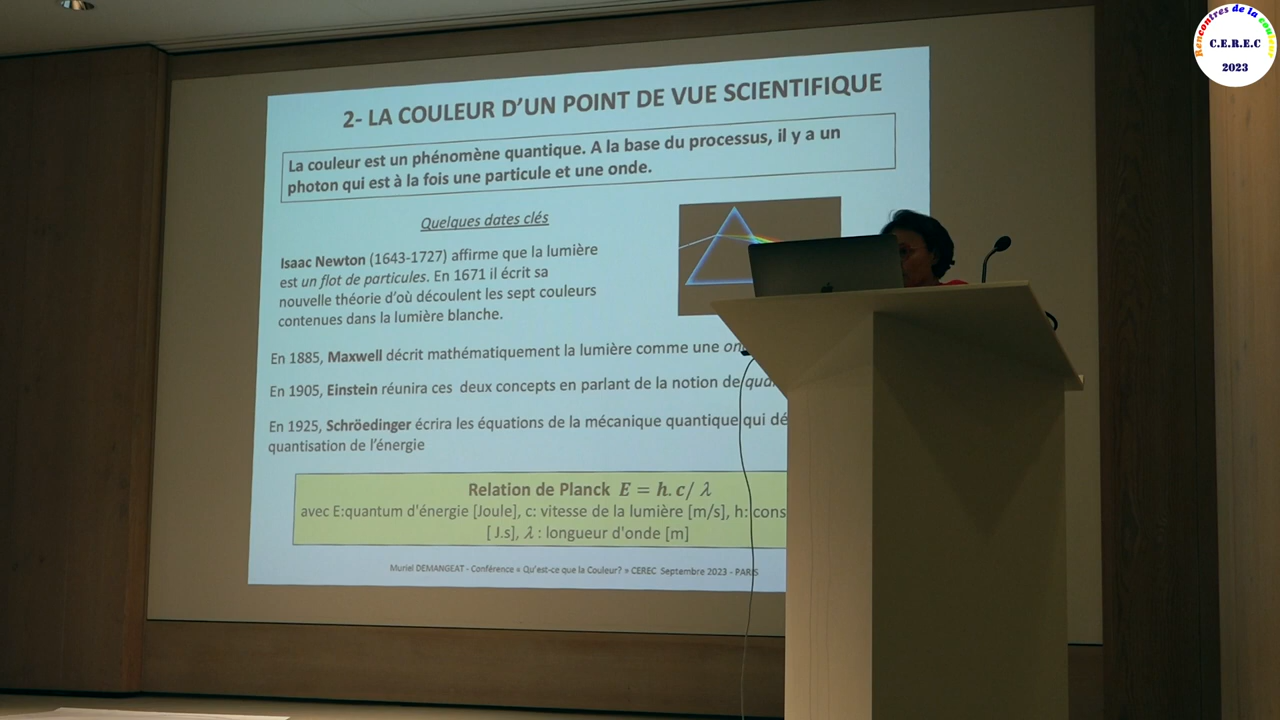 Rencontres de la couleur
C.E.R.E.C
2023
2- LA COULEUR D'UN POINT DE VUE SCIENTIFIQUE
La couleur est un phénomène quantique. A la base du processus, il y a un
photon qui est à la fois une particule et une onde.
Quelques dates clés
Isaac Newton (1643-1727) affirme que la lumière
est un flot de particules. En 1671 il écrit sa
nouvelle théorie d'où découlent les sept couleurs
contenues dans la lumière blanche.
En 1885, Maxwell décrit mathématiquement la lumière comme une
En 1905, Einstein réunira ces deux concepts en parlant de la notion de
En 1925, Schröedinger écrira les équations de la mécanique quantique qui
quantisation de l'énergie
Relation de Planck E = h. c/ λ
avec E:quantum d'énergie [Joule], c: vitesse de la lumière [m/s], h:
[ J.s], λ : longueur d'onde [m]
Muriel DEMANGEAT - Conférence « Qu'est-ce que la Couleur? » CEREC Septembre 2023 - PARIS